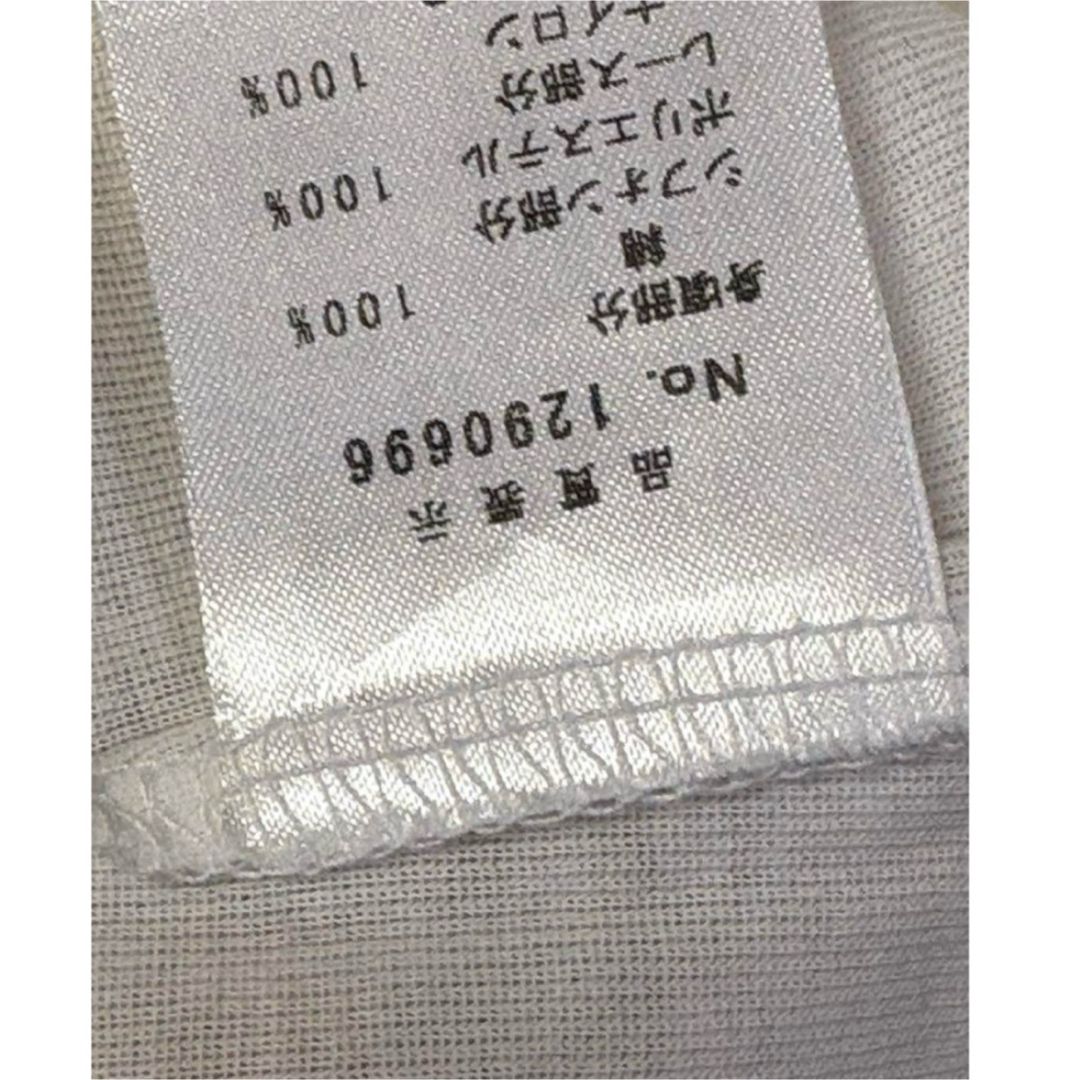 品質表示
No. 1290696
身頃部分
綿 100%
シフォン部分
ポリエステル 100%
レース部分
ナイロン 100%